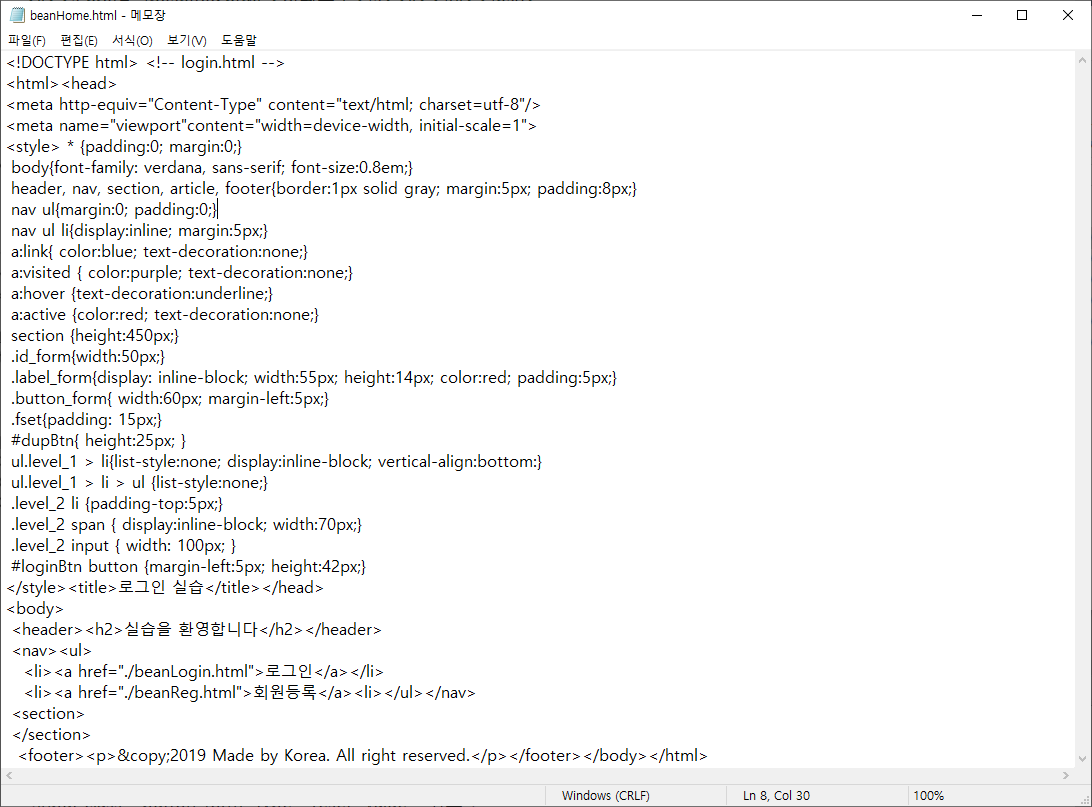 beanHome.html - 메모장
파일(F) 편집(E) 서식(O) 보기(V) 도움말
<!DOCTYPE html> <!-- login.html -->
<html><head>
<meta http-equiv="Content-Type" content="text/html; charset=utf-8"/>
<meta name="viewport"content="width=device-width, initial-scale=1">
<style> * {padding:0; margin:0;}
body{font-family: verdana, sans-serif; font-size:0.8em;}
header, nav, section, article, footer{border:1px solid gray; margin:5px; padding:8px;}
nav ul{margin:0; padding:0;}
nav ul li{display:inline; margin:5px;}
a:link{ color:blue; text-decoration:none;}
a:visited { color:purple; text-decoration:none;}
a:hover {text-decoration:underline;}
a:active {color:red; text-decoration:none;}
section {height:450px;}
.id_form{width:50px;}
.label_form{display: inline-block; width:55px; height:14px; color:red; padding:5px;}
.button_form{ width:60px; margin-left:5px;}
.fset{padding: 15px;}
#dupBtn{ height:25px; }
ul.level_1 > li{list-style:none; display:inline-block; vertical-align:bottom:}
ul.level_1 > li > ul {list-style:none;}
.level_2 li {padding-top:5px;}
.level_2 span { display:inline-block; width:70px;}
.level_2 input { width: 100px; }
#loginBtn button {margin-left:5px; height:42px;}
</style><title>로그인 실습</title></head>
<body>
<header><h2>실습을 환영합니다</h2></header>
<nav><ul>
<li><a href="./beanLogin.html">로그인</a></li>
<li><a href="./beanReg.html">회원등록</a><li></ul></nav>
<section>
</section>
<footer><p>&copy;2019 Made by Korea. All right reserved.</p></footer></body></html>
Windows (CRLF) Ln 8, Col 30 100%